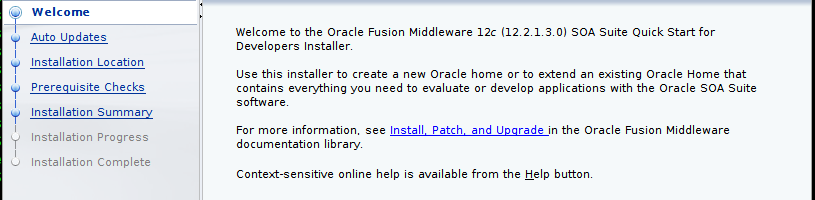 Welcome
Auto Updates
Installation Location
Prerequisite Checks
Installation Summary
Installation Progress
Installation Complete
Welcome to the Oracle Fusion Middleware 12c (12.2.1.3.0) SOA Suite Quick Start for
Developers Installer.
Use this installer to create a new Oracle home or to extend an existing Oracle Home that
contains everything you need to evaluate or develop applications with the Oracle SOA Suite
software.
For more information, see Install, Patch, and Upgrade in the Oracle Fusion Middleware
documentation library.
Context-sensitive online help is available from the Help button.